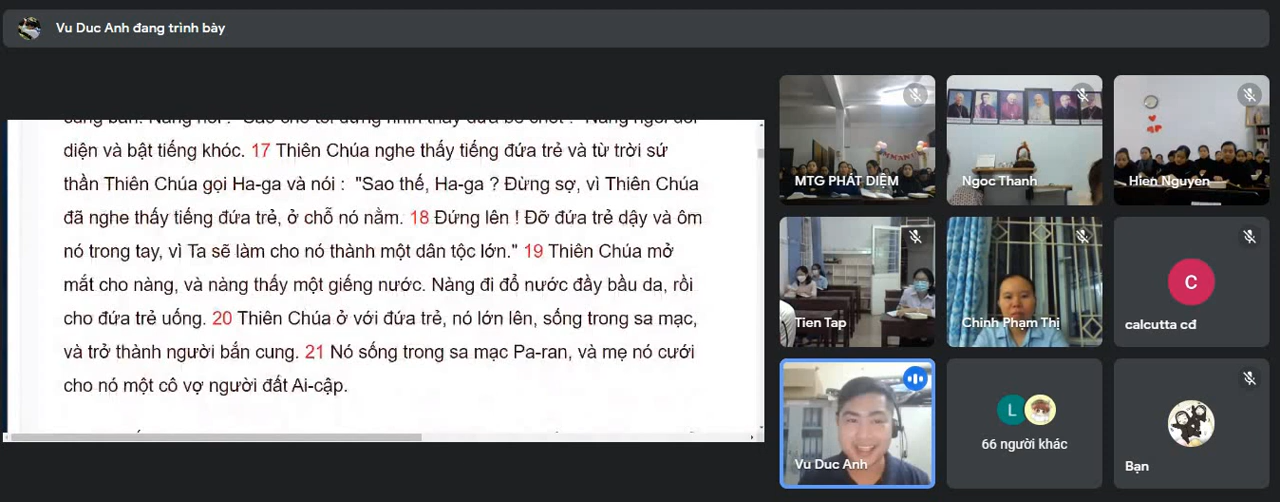 Vu Duc Anh đang trình bày
diện và bật tiếng khóc. 17 Thiên Chúa nghe thấy tiếng đứa trẻ và từ trời sứ
thần Thiên Chúa gọi Ha-ga và nói : "Sao thế, Ha-ga ? Đừng sợ, vì Thiên Chúa
đã nghe thấy tiếng đứa trẻ, ở chỗ nó nằm. 18 Đứng lên ! Đỡ đứa trẻ dậy và ôm
nó trong tay, vì Ta sẽ làm cho nó thành một dân tộc lớn." 19 Thiên Chúa mở
mắt cho nàng, và nàng thấy một giếng nước. Nàng đi đổ nước đầy bầu da, rồi
cho đứa trẻ uống. 20 Thiên Chúa ở với đứa trẻ, nó lớn lên, sống trong sa mạc,
và trở thành người bắn cung. 21 Nó sống trong sa mạc Pa-ran, và mẹ nó cưới
cho nó một cô vợ người đất Ai-cập.
MTG PHÁT DIỆM
Ngoc Thanh
Hien Nguyen
Tien Tap
Chinh Phạm Thị
C
calcutta cđ
Vu Duc Anh
L
66 người khác
Bạn